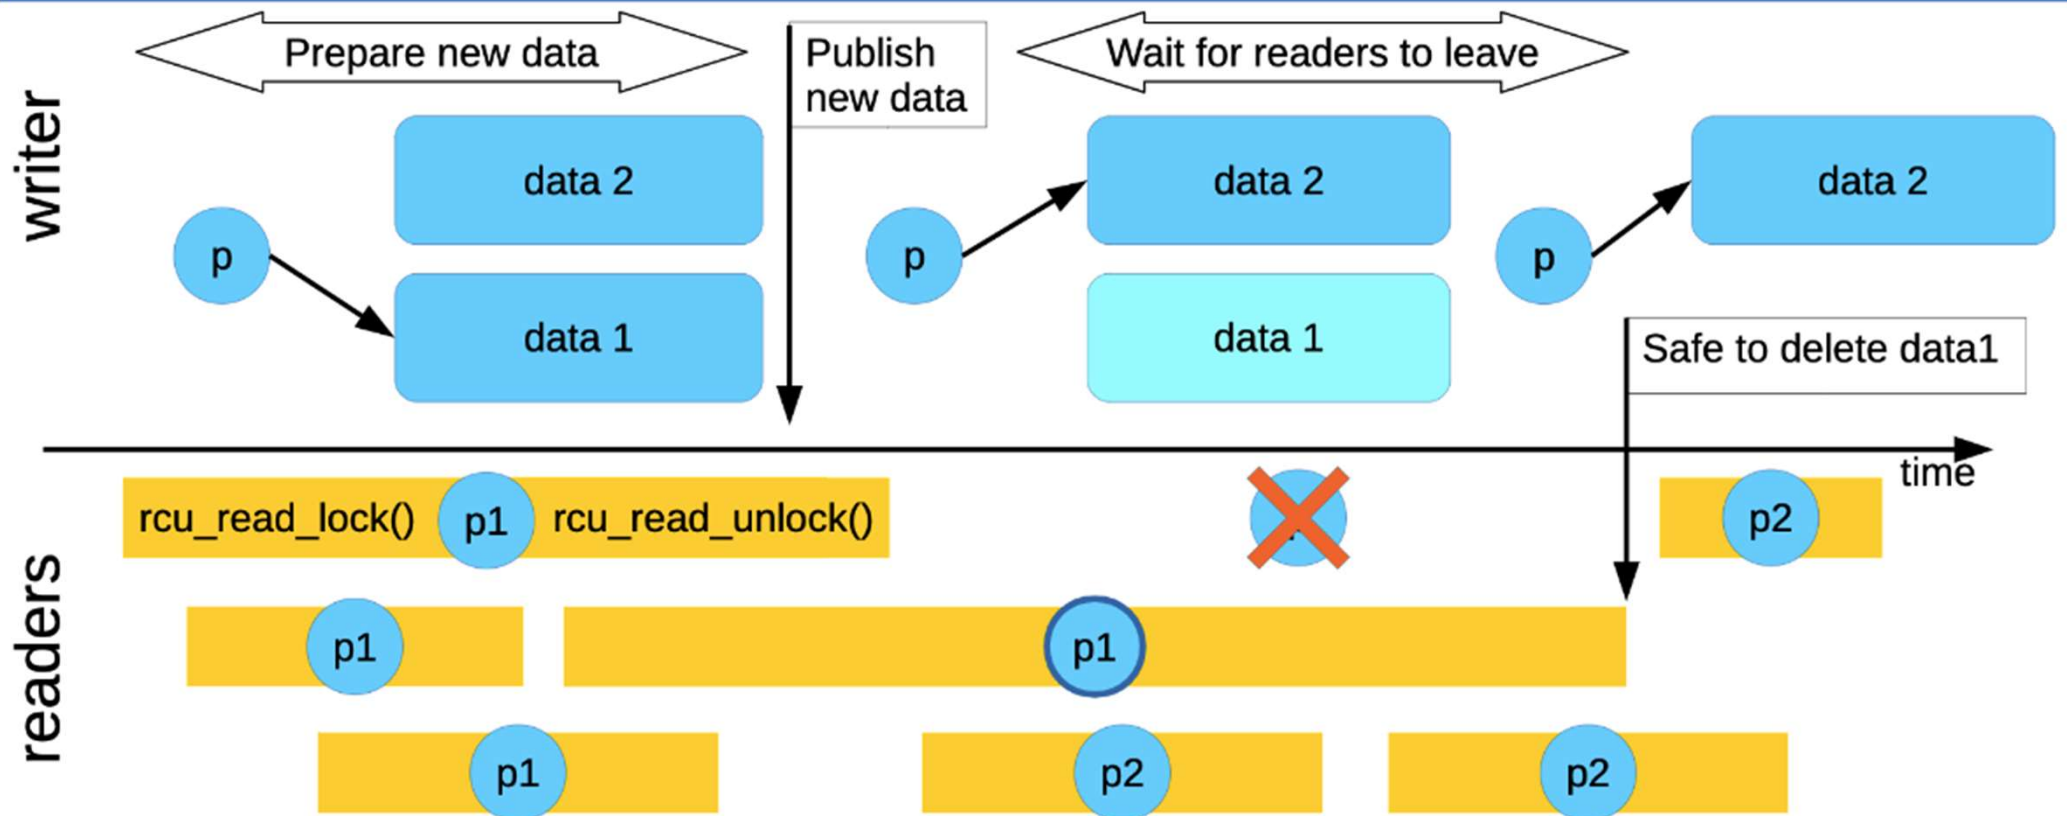 Prepare new data
Publish
new data
Wait for readers to leave
writer
data 2
data 2
data 2
p
p
p
data 1
data 1
Safe to delete data1
time
readers
rcu_read_lock()
p1
rcu_read_unlock()
p2
p1
p1
p1
p2
p2